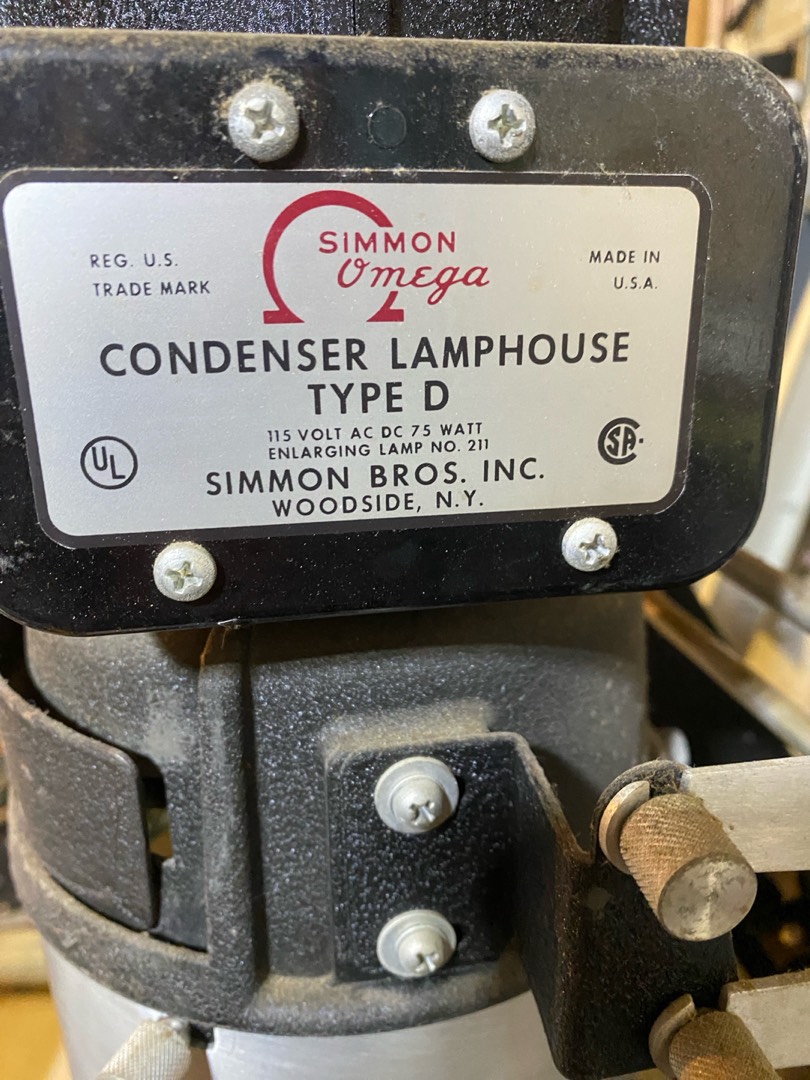 REG. U.S.
TRADE MARK
SIMMON
Omega
MADE IN
U.S.A.
CONDENSER LAMPHOUSE
TYPE D
115 VOLT AC DC 75 WATT
ENLARGING LAMP NO. 211
UL
SA
SIMMON BROS. INC.
WOODSIDE, N.Y.